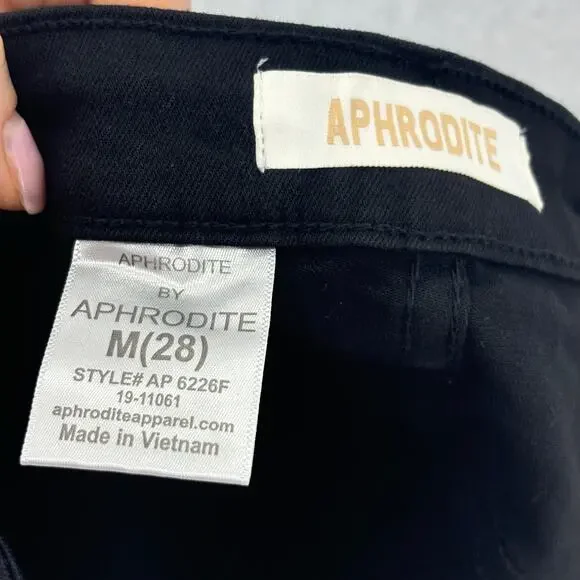 APHRODITE
APHRODITE
BY
APHRODITE
M(28)
STYLE# AP 6226F
19-11061
aphroditeapparel.com
Made in Vietnam